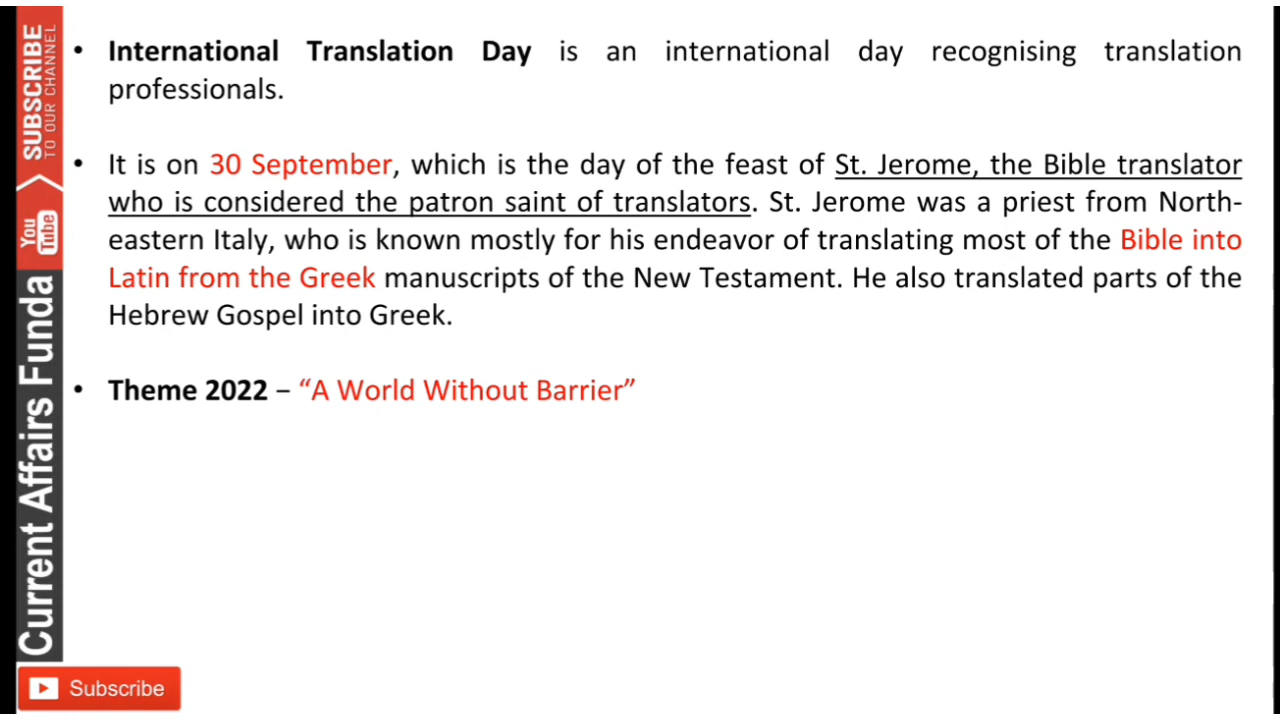 SUBSCRIBE
TO OUR CHANNEL
You
Tube
Current Affairs Funda
• International Translation Day is an international day recognising translation
professionals.
• It is on 30 September, which is the day of the feast of St. Jerome, the Bible translator
who is considered the patron saint of translators. St. Jerome was a priest from North-
eastern Italy, who is known mostly for his endeavor of translating most of the Bible into
Latin from the Greek manuscripts of the New Testament. He also translated parts of the
Hebrew Gospel into Greek.
• Theme 2022 – “A World Without Barrier”
Subscribe